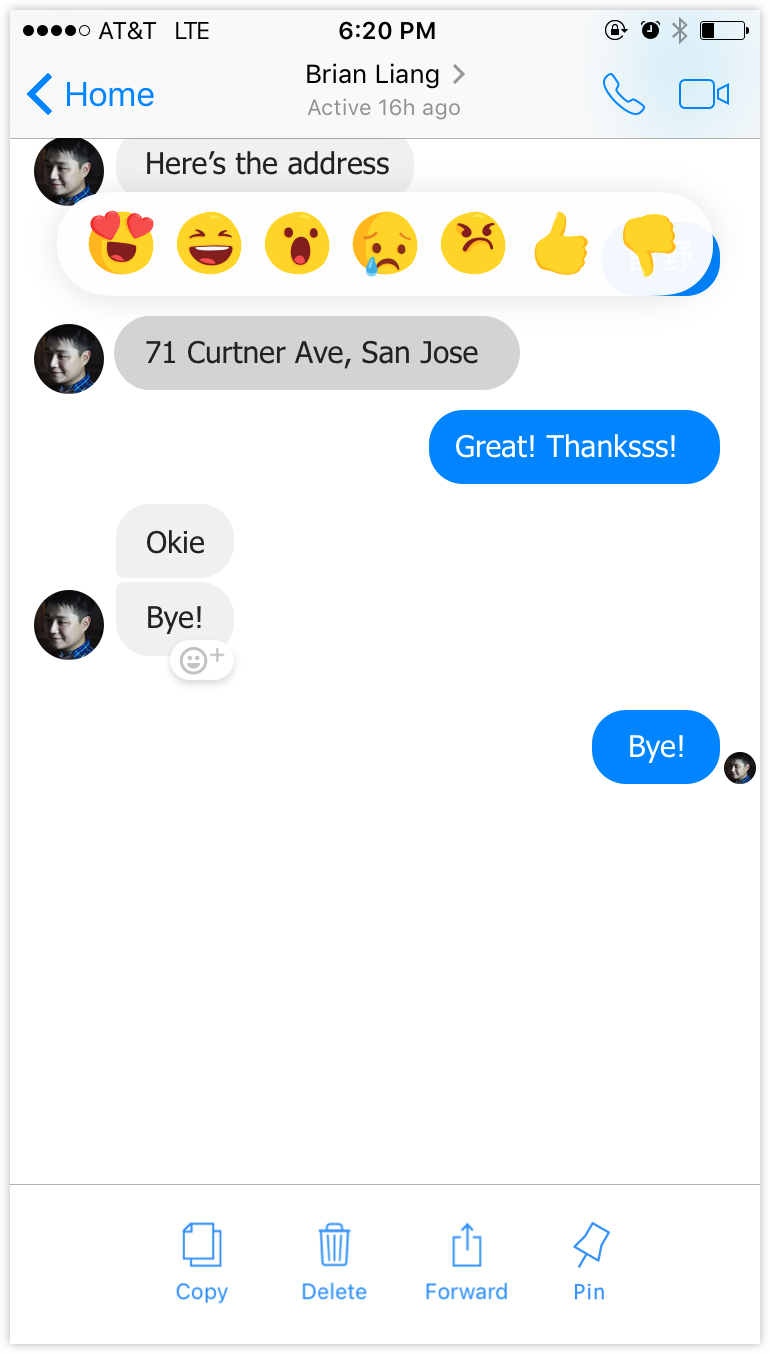 AT&T LTE 6:20 PM
Brian Liang
Active 16h ago
Home
Here’s the address
71 Curtner Ave, San Jose
Great! Thanksss!
Okie
Bye!
Bye!
Copy Delete Forward Pin